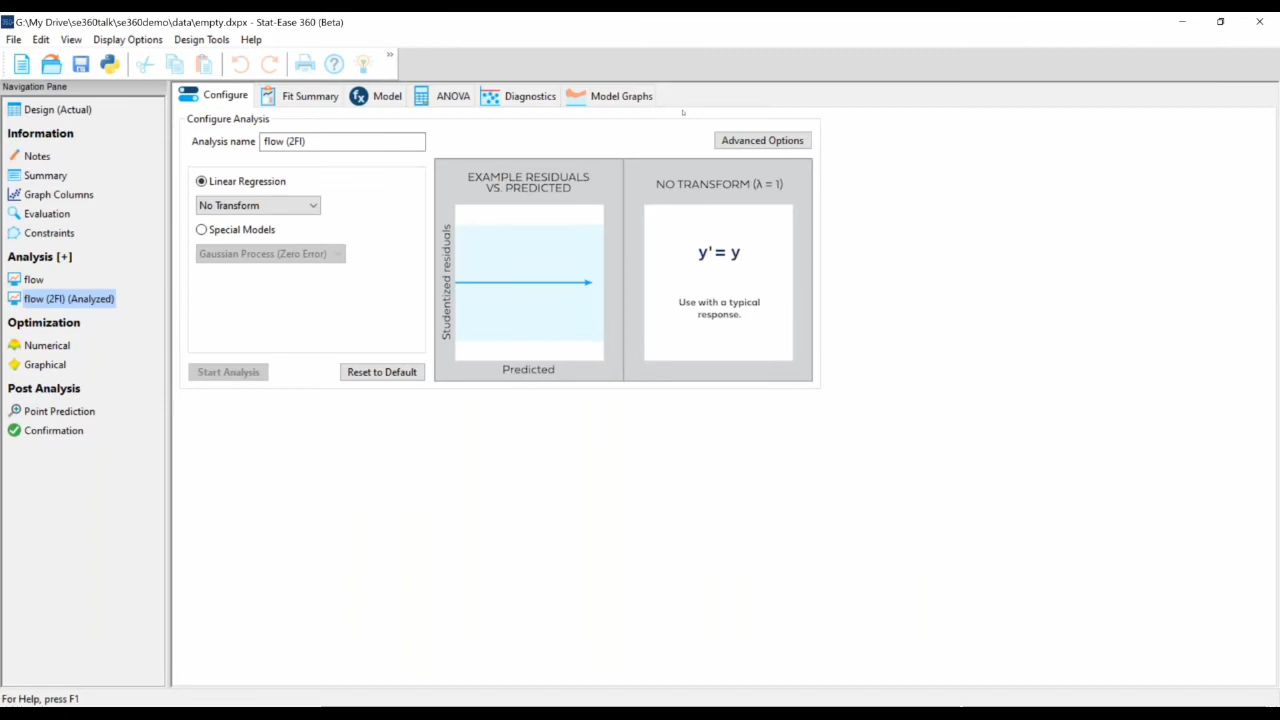 G:\My Drive\se360talk\se360demo\data\empty.dxpx - Stat-Ease 360 (Beta)
File Edit View Display Options Design Tools Help
Navigation Pane
Design (Actual)
Information
Notes
Summary
Graph Columns
Evaluation
Constraints
Analysis [+]
flow
flow (2FI) (Analyzed)
Optimization
Numerical
Graphical
Post Analysis
Point Prediction
Confirmation
Configure Fit Summary Model ANOVA Diagnostics Model Graphs
Configure Analysis
Analysis name flow (2FI)
Advanced Options
Linear Regression
No Transform
Special Models
Gaussian Process (Zero Error)
Start Analysis Reset to Default
EXAMPLE RESIDUALS
VS. PREDICTED
Studentized residuals
Predicted
NO TRANSFORM (λ = 1)
y' = y
Use with a typical
response.
For Help, press F1